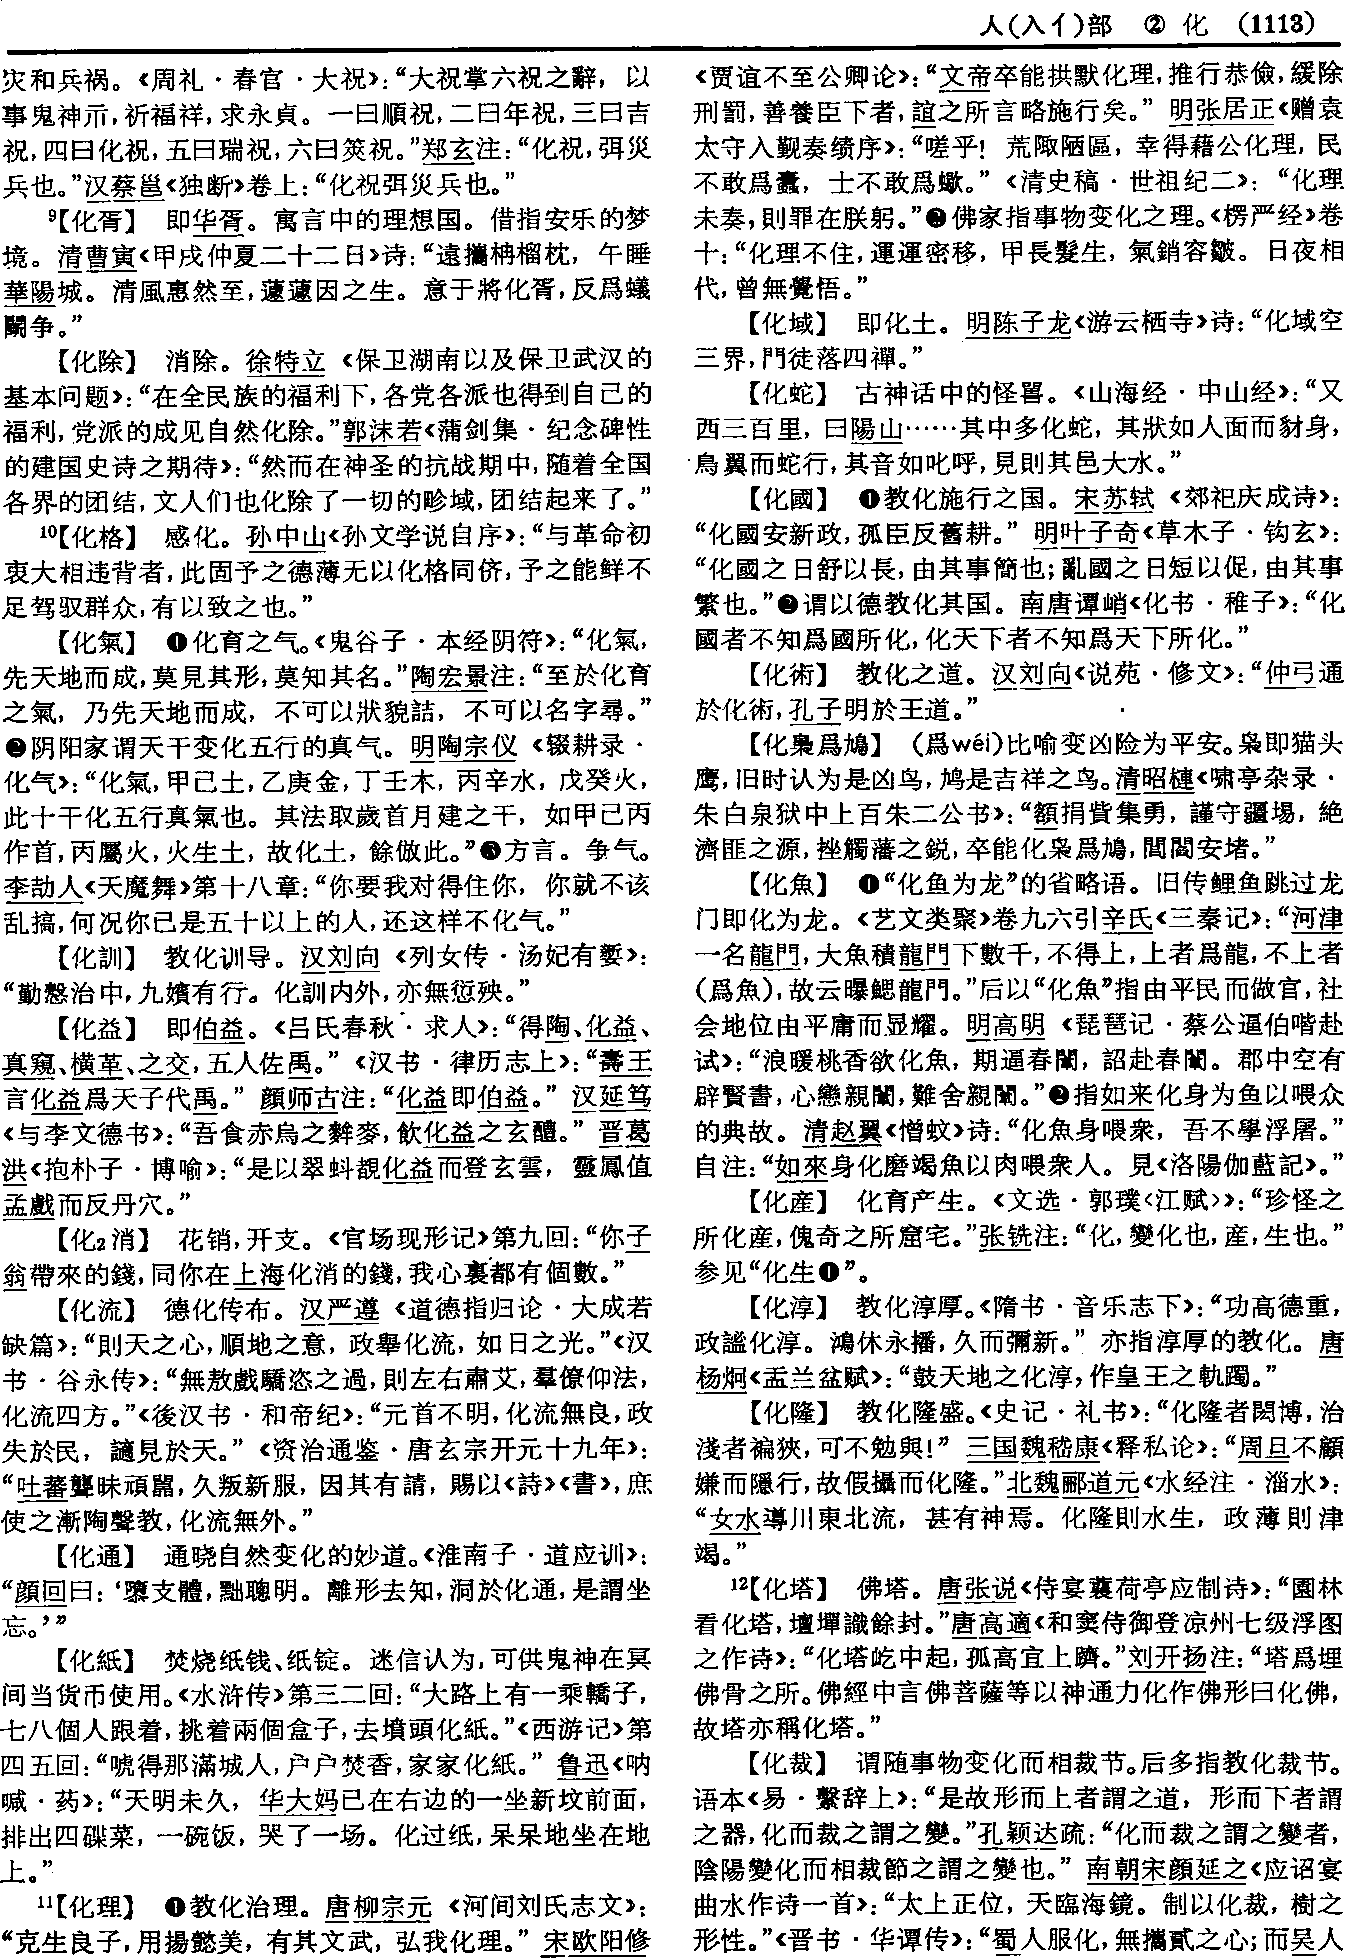 人(入亻)部　②　化　(1113)
灾和兵祸。《周礼·春官·大祝》：“大祝掌六祝之辭，以
事鬼神示，祈福祥，求永貞。一曰順祝，二曰年祝，三曰吉
祝，四曰化祝，五曰瑞祝，六曰筴祝。”郑玄注：“化祝，弭災
兵也。”汉蔡邕《独断》卷上：“化祝弭災兵也。”
9【化胥】　即华胥。寓言中的理想国。借指安乐的梦
境。清曹寅《甲戌仲夏二十二日》诗：“遠攜枏榴枕，午睡
華陽城。清風惠然至，蘧蘧因之生。意于將化胥，反爲蟻
鬭争。”
【化除】　消除。徐特立《保卫湖南以及保卫武汉的
基本问题》：“在全民族的福利下，各党各派也得到自己的
福利，党派的成见自然化除。”郭沫若《蒲剑集·纪念碑性
的建国史诗之期待》：“然而在神圣的抗战期中，随着全国
各界的团结，文人们也化除了一切的畛域，团结起来了。”
10【化格】　感化。孙中山《孙文学说自序》：“与革命初
衷大相违背者，此固予之德薄无以化格同侪，予之能鲜不
足驾驭群众，有以致之也。”
【化氣】　❶化育之气。《鬼谷子·本经阴符》：“化氣，
先天地而成，莫見其形，莫知其名。”陶宏景注：“至於化育
之氣，乃先天地而成，不可以狀貌詰，不可以名字尋。”
❷阴阳家谓天干变化五行的真气。明陶宗仪《辍耕录·
化气》：“化氣，甲己土，乙庚金，丁壬木，丙辛水，戊癸火，
此十干化五行真氣也。其法取歲首月建之干，如甲己丙
作首，丙屬火，火生土，故化土，餘倣此。”❸方言。争气。
李劼人《天魔舞》第十八章：“你要我对得住你，你就不该
乱搞，何况你已是五十以上的人，还这样不化气。”
【化訓】　教化训导。汉刘向《列女传·汤妃有㜪》：
“勤慤治中，九嬪有行。化訓内外，亦無愆殃。”
【化益】　即伯益。《吕氏春秋·求人》：“得陶、化益、
真窺、横革、之交，五人佐禹。”《汉书·律历志上》：“壽王
言化益爲天子代禹。”颜师古注：“化益即伯益。”汉延笃
《与李文德书》：“吾食赤烏之麰麥，飲化益之玄醴。”晋葛
洪《抱朴子·博喻》：“是以翠虯覩化益而登玄雲，靈鳳值
孟戲而反丹穴。”
【化₂消】　花销，开支。《官场现形记》第九回：“你子
翁帶來的錢，同你在上海化消的錢，我心裏都有個數。”
【化流】　德化传布。汉严遵《道德指归论·大成若
缺篇》：“則天之心，順地之意，政舉化流，如日之光。”《汉
书·谷永传》：“無敖戲驕恣之過，則左右肅艾，羣僚仰法，
化流四方。”《後汉书·和帝纪》：“元首不明，化流無良，政
失於民，謫見於天。”《资治通鉴·唐玄宗开元十九年》：
“吐蕃聾昧頑嚚，久叛新服，因其有請，賜以《詩》《書》，庶
使之漸陶聲教，化流無外。”
【化通】　通晓自然变化的妙道。《淮南子·道应训》：
“顔回曰：‘隳支體，黜聰明。離形去知，洞於化通，是謂坐
忘。’”
【化紙】　焚烧纸钱、纸锭。迷信认为，可供鬼神在冥
间当货币使用。《水浒传》第三二回：“大路上有一乘轎子，
七八個人跟着，挑着兩個盒子，去墳頭化紙。”《西游记》第
四五回：“唬得那滿城人，户户焚香，家家化紙。”鲁迅《呐
喊·药》：“天明未久，华大妈已在右边的一坐新坟前面，
排出四碟菜，一碗饭，哭了一场。化过纸，呆呆地坐在地
上。”
11【化理】　❶教化治理。唐柳宗元《河间刘氏志文》：
“克生良子，用揚懿美，有其文武，弘我化理。”宋欧阳修
《贾谊不至公卿论》：“文帝卒能拱默化理，推行恭儉，緩除
刑罰，善養臣下者，誼之所言略施行矣。”明张居正《赠袁
太守入觐奏绩序》：“嗟乎！荒陬陋區，幸得藉公化理，民
不敢爲蠹，士不敢爲蠍。”《清史稿·世祖纪二》：“化理
未奏，則罪在朕躬。”❷佛家指事物变化之理。《楞严经》卷
十：“化理不住，運運密移，甲長髮生，氣銷容皺。日夜相
代，曾無覺悟。”
【化域】　即化土。明陈子龙《游云栖寺》诗：“化域空
三界，門徒落四禪。”
【化蛇】　古神话中的怪兽。《山海经·中山经》：“又
西三百里，曰陽山……其中多化蛇，其狀如人面而豺身，
鳥翼而蛇行，其音如叱呼，見則其邑大水。”
【化國】　❶教化施行之国。宋苏轼《郊祀庆成诗》：
“化國安新政，孤臣反舊耕。”明叶子奇《草木子·钩玄》：
“化國之日舒以長，由其事簡也；亂國之日短以促，由其事
繁也。”❷谓以德教化其国。南唐谭峭《化书·稚子》：“化
國者不知爲國所化，化天下者不知爲天下所化。”
【化術】　教化之道。汉刘向《说苑·修文》：“仲弓通
於化術，孔子明於王道。”
【化梟爲鳩】　(爲wéi)比喻变凶险为平安。枭即猫头
鹰，旧时认为是凶鸟，鸠是吉祥之鸟。清昭槤《啸亭杂录·
朱白泉狱中上百朱二公书》：“額捐貲集勇，謹守疆埸，絶
濟匪之源，挫觸藩之鋭，卒能化枭爲鳩，閭閻安堵。”
【化魚】　❶“化鱼为龙”的省略语。旧传鲤鱼跳过龙
门即化为龙。《艺文类聚》卷九六引辛氏《三秦记》：“河津
一名龍門，大魚積龍門下數千，不得上，上者爲龍，不上者
(爲魚)，故云曝鰓龍門。”后以“化魚”指由平民而做官，社
会地位由平庸而显耀。明高明《琵琶记·蔡公逼伯喈赴
试》：“浪暖桃香欲化魚，期逼春闈，詔赴春闈。郡中空有
辟賢書，心戀親闈，難舍親闈。”❷指如来化身为鱼以喂众
的典故。清赵翼《憎蚊》诗：“化魚身喂衆，吾不學浮屠。”
自注：“如來身化磨竭魚以肉喂衆人。見《洛陽伽藍記》。”
【化産】　化育产生。《文选·郭璞〈江赋〉》：“珍怪之
所化産，傀奇之所窟宅。”张铣注：“化，變化也，産，生也。”
参见“化生❶”。
【化淳】　教化淳厚。《隋书·音乐志下》：“功高德重，
政謐化淳。鴻休永播，久而彌新。”亦指淳厚的教化。唐
杨炯《盂兰盆赋》：“鼓天地之化淳，作皇王之軌躅。”
【化隆】　教化隆盛。《史记·礼书》：“化隆者閎博，治
淺者褊狹，可不勉與！”三国魏嵇康《释私论》：“周旦不顧
嫌而隱行，故假攝而化隆。”北魏郦道元《水经注·淄水》：
“女水導川東北流，甚有神焉。化隆則水生，政薄則津
竭。”
12【化塔】　佛塔。唐张说《侍宴蘘荷亭应制诗》：“園林
看化塔，壇墠識餘封。”唐高適《和窦侍御登凉州七级浮图
之作诗》：“化塔屹中起，孤高宜上躋。”刘开扬注：“塔爲埋
佛骨之所。佛經中言佛菩薩等以神通力化作佛形曰化佛，
故塔亦稱化塔。”
【化裁】　谓随事物变化而相裁节。后多指教化裁节。
语本《易·繫辞上》：“是故形而上者謂之道，形而下者謂
之器，化而裁之謂之變。”孔颖达疏：“化而裁之謂之變者，
陰陽變化而相裁節之謂之變也。”南朝宋颜延之《应诏宴
曲水作诗一首》：“太上正位，天臨海鏡。制以化裁，樹之
形性。”《晋书·华谭传》：“蜀人服化，無攜貳之心；而吴人